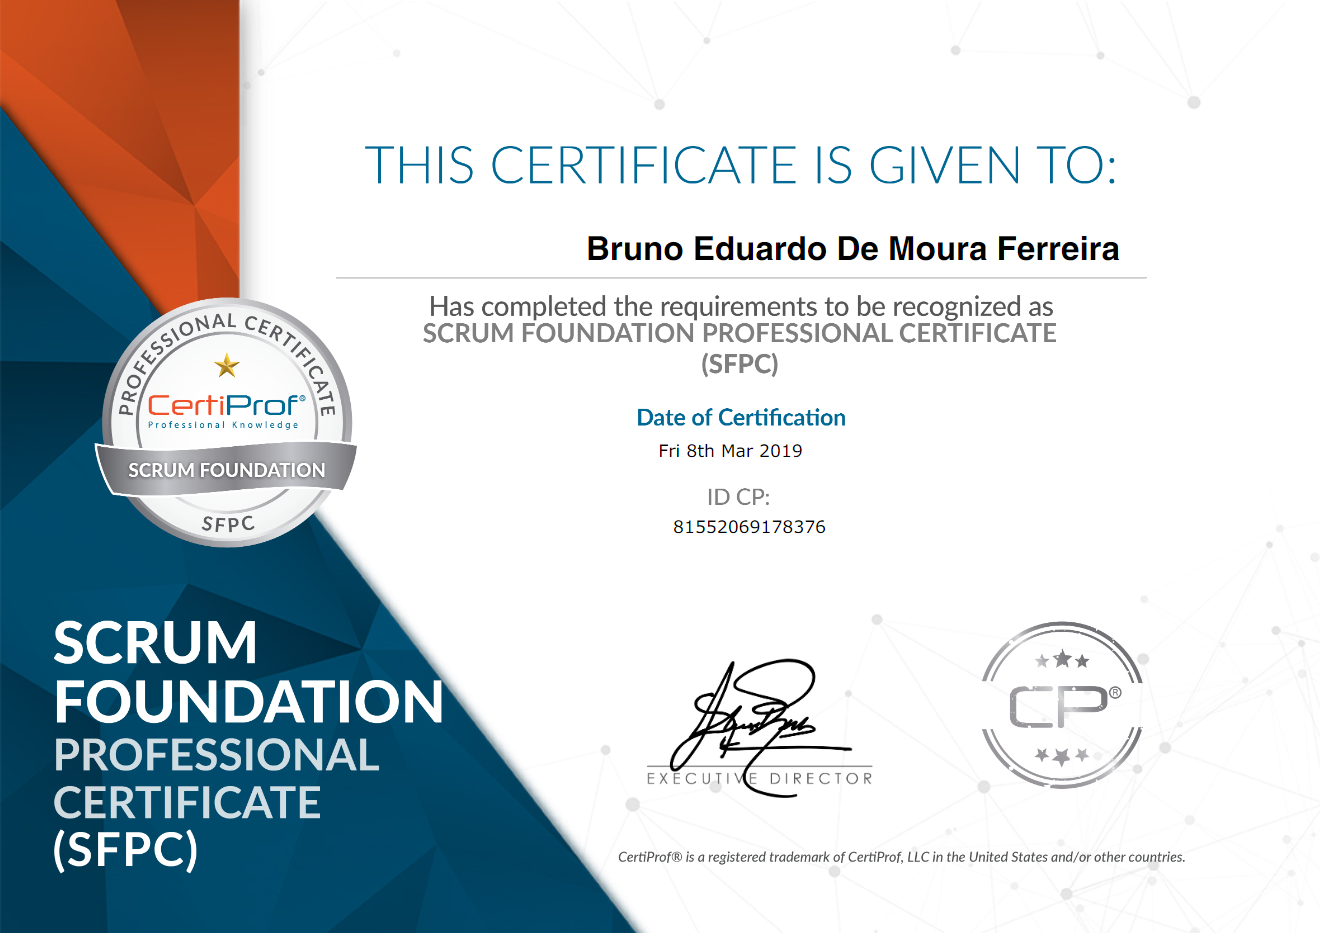 THIS CERTIFICATE IS GIVEN TO:
Bruno Eduardo De Moura Ferreira
Has completed the requirements to be recognized as
SCRUM FOUNDATION PROFESSIONAL CERTIFICATE
(SFPC)
Date of Certification
Fri 8th Mar 2019
ID CP:
81552069178376
PROFESSIONAL CERTIFICATE
CertiProf®
Professional Knowledge
SCRUM FOUNDATION
SFPC
SCRUM
FOUNDATION
PROFESSIONAL
CERTIFICATE
(SFPC)
EXECUTIVE DIRECTOR
CP®
CertiProf® is a registered trademark of CertiProf, LLC in the United States and/or other countries.